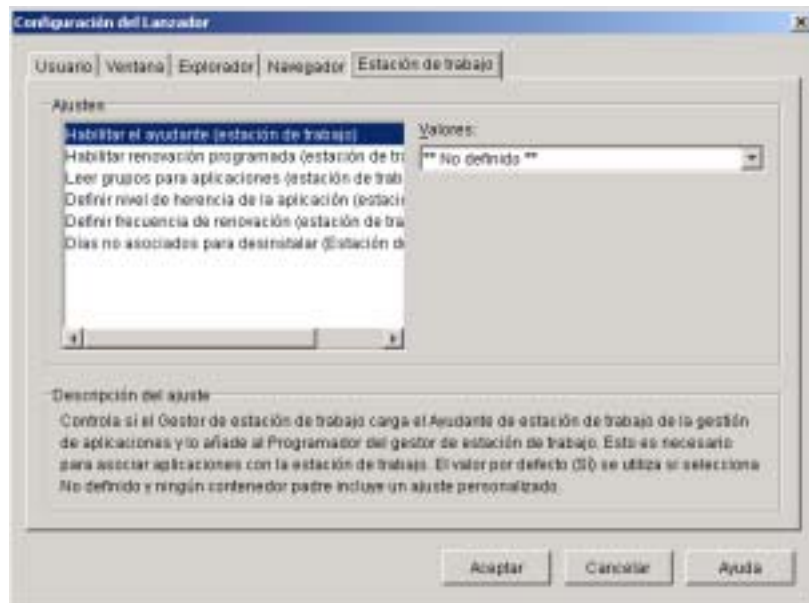 Configuración del Lanzador
Usuario Ventana Explorador Navegador Estación de trabajo
Ajustes
Habilitar el ayudante (estación de trabajo)
Habilitar renovación programada (estación de tra
Leer grupos para aplicaciones (estación de trab
Definir nivel de herencia de la aplicación (estació
Definir frecuencia de renovación (estación de tra
Días no asociados para desinstalar (Estación de
Valores:
** No definido **
Descripción del ajuste
Controla si el Gestor de estación de trabajo carga el Ayudante de estación de trabajo de la gestión
de aplicaciones y lo añade al Programador del gestor de estación de trabajo. Esto es necesario
para asociar aplicaciones con la estación de trabajo. El valor por defecto (Sí) se utiliza si selecciona
No definido y ningún contenedor padre incluye un ajuste personalizado.
Aceptar Cancelar Ayuda